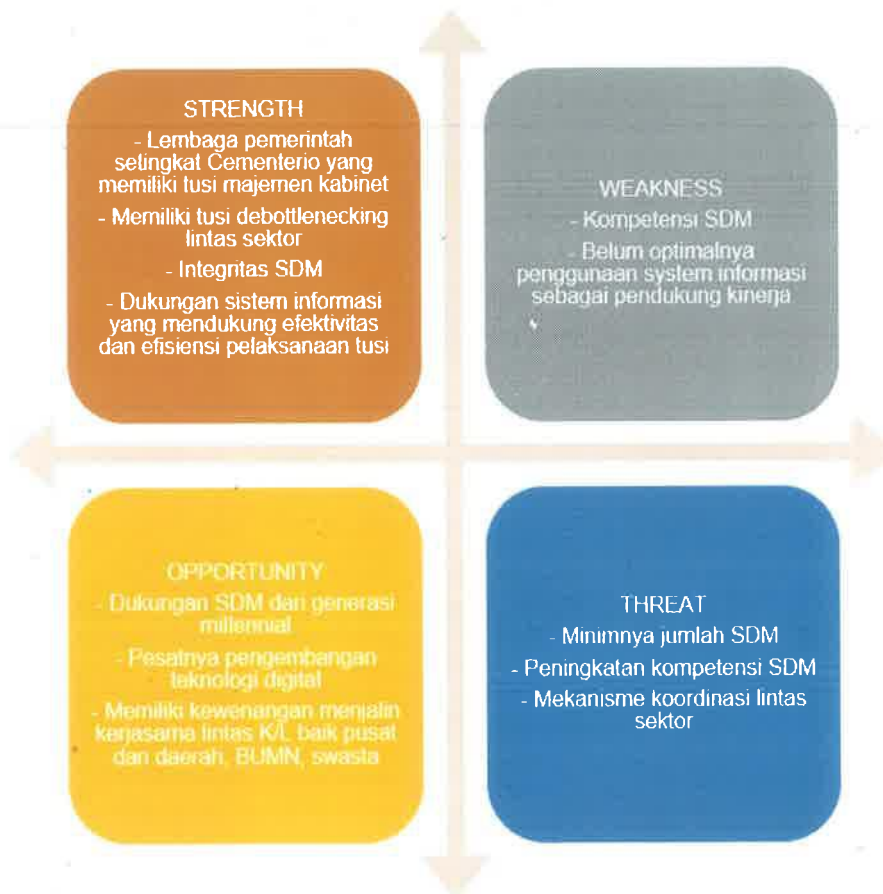 STRENGTH
- Lembaga pemerintah
setingkat Cementerio yang
memiliki tusi majemen kabinet
- Memiliki tusi debottlenecking
lintas sektor
- Integritas SDM
- Dukungan sistem informasi
yang mendukung efektivitas
dan efisiensi pelaksanaan tusi
WEAKNESS
- Kompetensi SDM
- Belum optimalnya
penggunaan system informasi
sebagai pendukung kinerja
OPPORTUNITY
- Dukungan SDM dari generasi
millennial
- Pesatnya pengembangan
teknologi digital
- Memiliki kewenangan menjalin
kerjasama lintas K/L baik pusat
dan daerah, BUMN, swasta
THREAT
- Minimnya jumlah SDM
- Peningkatan kompetensi SDM
- Mekanisme koordinasi lintas
sektor